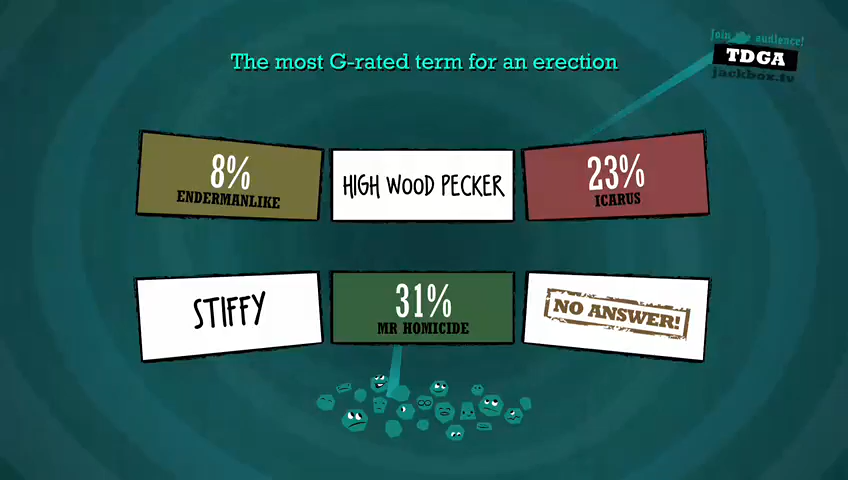 Join the audience!
TDGA
jackbox.tv
The most G-rated term for an erection
8%
ENDERMANLIKE
HIGH WOOD PECKER
23%
ICARUS
STIFFY
31%
MR HOMICIDE
NO ANSWER!